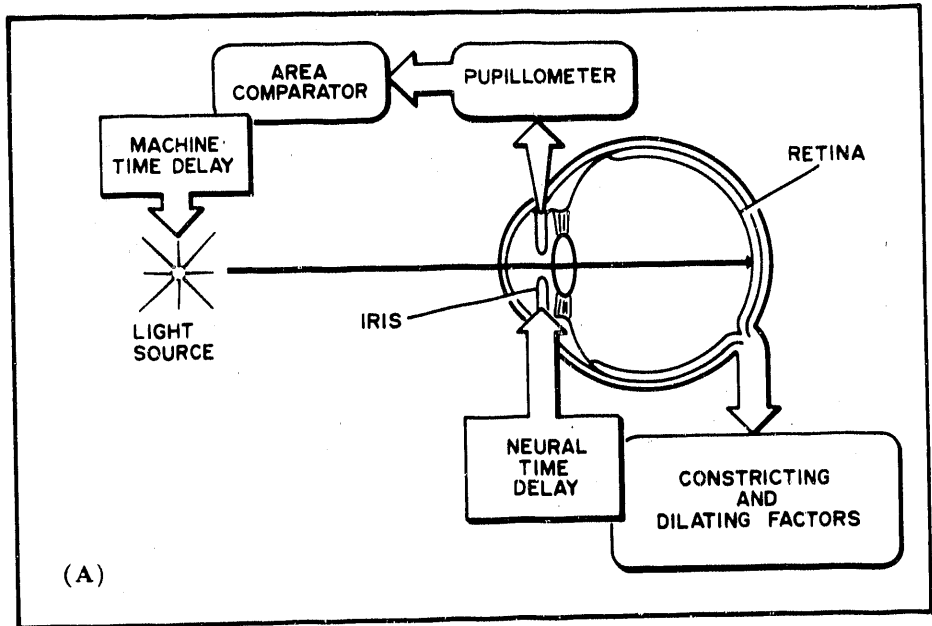 AREA
COMPARATOR
PUPILLOMETER
MACHINE
TIME DELAY
RETINA
IRIS
LIGHT
SOURCE
NEURAL
TIME
DELAY
CONSTRICTING
AND
DILATING FACTORS
(A)